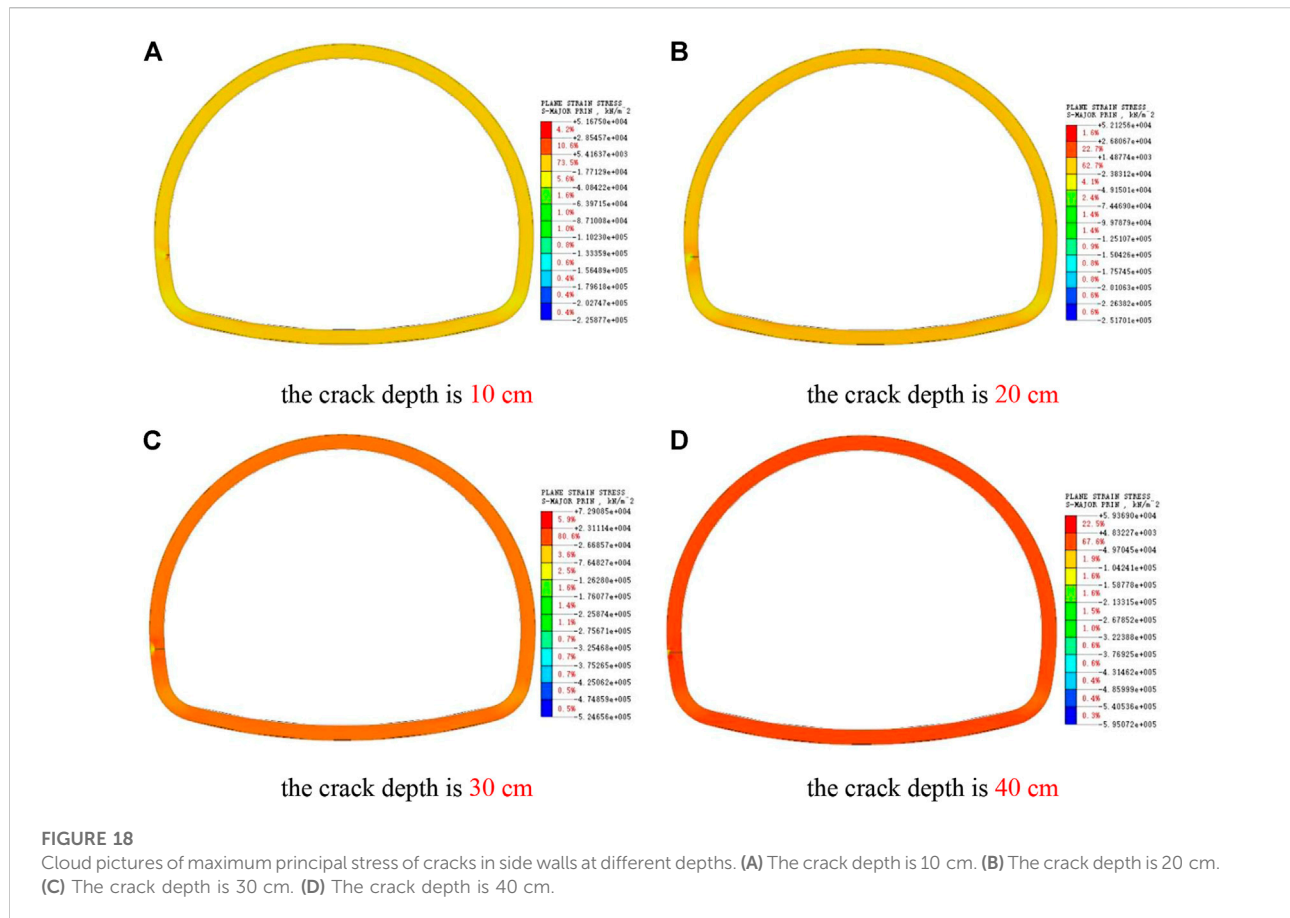 A
PLANE STRAIN STRESS
S-MAJOR PRIN , kN/m^2
+5.16750e+004
4.2%
+2.85457e+004
10.6%
+5.41637e+003
73.5%
-1.77129e+004
5.6%
-4.08422e+004
1.6%
-6.39715e+004
1.0%
-8.71008e+004
1.0%
-1.10230e+005
0.8%
-1.33359e+005
0.6%
-1.56489e+005
0.4%
-1.79618e+005
0.4%
-2.02747e+005
0.4%
-2.25877e+005
the crack depth is 10 cm
B
PLANE STRAIN STRESS
S-MAJOR PRIN , kN/m^2
+5.21256e+004
1.6%
+2.68067e+004
22.7%
+1.48774e+003
62.7%
-2.38312e+004
4.1%
-4.91501e+004
2.4%
-7.44690e+004
1.4%
-9.97879e+004
1.4%
-1.25107e+005
0.9%
-1.50426e+005
0.8%
-1.75745e+005
0.8%
-2.01063e+005
0.6%
-2.26382e+005
0.6%
-2.51701e+005
the crack depth is 20 cm
C
PLANE STRAIN STRESS
S-MAJOR PRIN , kN/m^2
+7.29085e+004
5.9%
+2.31114e+004
80.6%
-2.66857e+004
3.8%
-7.64827e+004
2.5%
-1.26280e+005
1.6%
-1.76077e+005
1.4%
-2.25874e+005
1.1%
-2.75671e+005
0.7%
-3.25468e+005
0.7%
-3.75265e+005
0.7%
-4.25062e+005
0.5%
-4.74859e+005
0.5%
-5.24656e+005
the crack depth is 30 cm
D
PLANE STRAIN STRESS
S-MAJOR PRIN , kN/m^2
+5.93690e+004
22.5%
+4.83227e+003
67.6%
-4.97045e+004
1.9%
-1.04241e+005
1.6%
-1.58778e+005
1.6%
-2.13315e+005
1.5%
-2.67852e+005
1.0%
-3.22388e+005
0.6%
-3.76925e+005
0.6%
-4.31462e+005
0.4%
-4.85999e+005
0.4%
-5.40536e+005
0.3%
-5.95072e+005
the crack depth is 40 cm
FIGURE 18
Cloud pictures of maximum principal stress of cracks in side walls at different depths. (A) The crack depth is 10 cm. (B) The crack depth is 20 cm.
(C) The crack depth is 30 cm. (D) The crack depth is 40 cm.